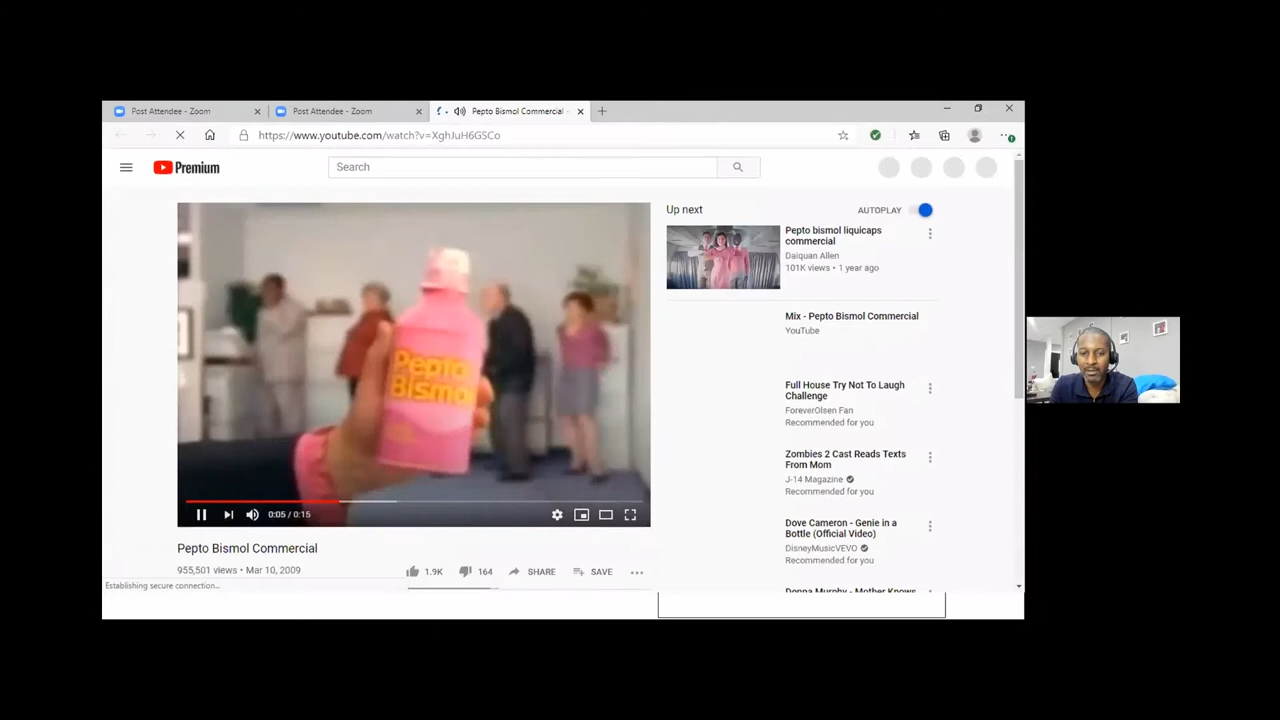 Post Attendee - Zoom
Post Attendee - Zoom
Pepto Bismol Commercial -
https://www.youtube.com/watch?v=XghJuH6GSCo
Premium
Search
Up next
AUTOPLAY
Pepto bismol liquicaps
commercial
Daiquan Allen
101K views • 1 year ago
Mix - Pepto Bismol Commercial
YouTube
Full House Try Not To Laugh
Challenge
ForeverOlsen Fan
Recommended for you
Zombies 2 Cast Reads Texts
From Mom
J-14 Magazine
Recommended for you
Dove Cameron - Genie in a
Bottle (Official Video)
DisneyMusicVEVO
Recommended for you
Donna Murphy - Mother Knows
Pepto
Bismol
0:05 / 0:15
Pepto Bismol Commercial
955,501 views • Mar 10, 2009
1.9K
164
SHARE
SAVE
Establishing secure connection...